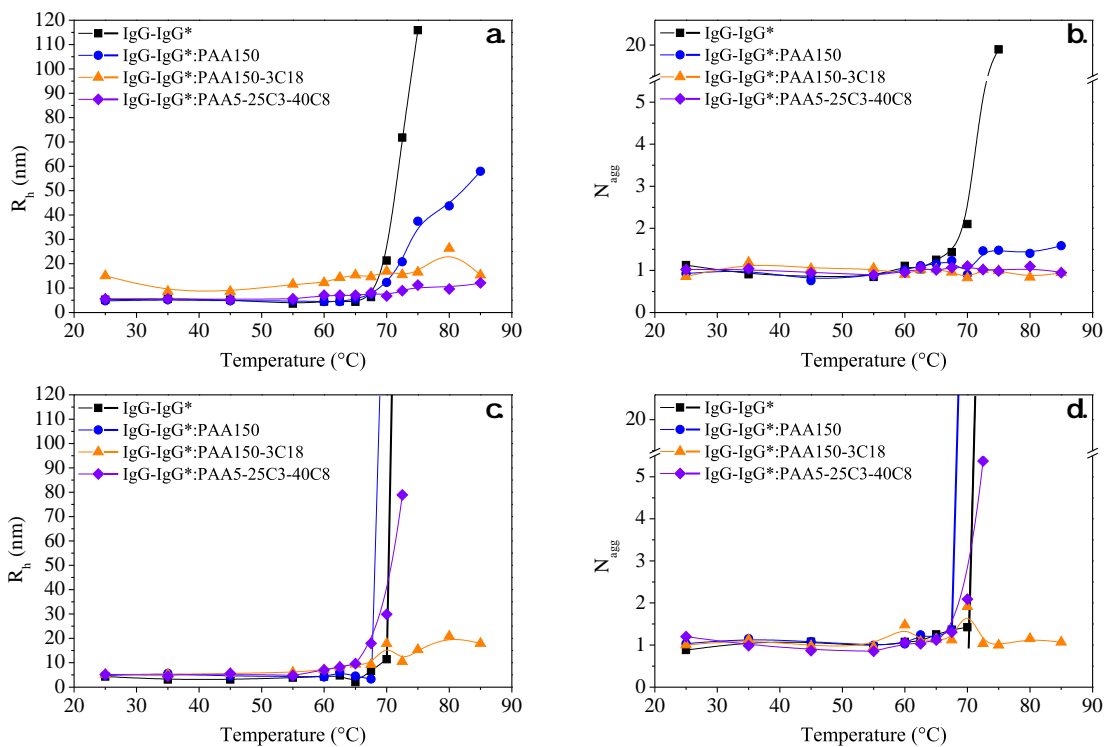 a.
IgG-IgG*
IgG-IgG*:PAA150
IgG-IgG*:PAA150-3C18
IgG-IgG*:PAA5-25C3-40C8
120
110
100
90
80
70
60
50
40
30
20
10
0
R_h (nm)
20 30 40 50 60 70 80 90
Temperature (°C)
b.
IgG-IgG*
IgG-IgG*:PAA150
IgG-IgG*:PAA150-3C18
IgG-IgG*:PAA5-25C3-40C8
20
5
4
3
2
1
0
N_agg
20 30 40 50 60 70 80 90
Temperature (°C)
c.
IgG-IgG*
IgG-IgG*:PAA150
IgG-IgG*:PAA150-3C18
IgG-IgG*:PAA5-25C3-40C8
120
110
100
90
80
70
60
50
40
30
20
10
0
R_h (nm)
20 30 40 50 60 70 80 90
Temperature (°C)
d.
IgG-IgG*
IgG-IgG*:PAA150
IgG-IgG*:PAA150-3C18
IgG-IgG*:PAA5-25C3-40C8
20
5
4
3
2
1
0
N_agg
20 30 40 50 60 70 80 90
Temperature (°C)